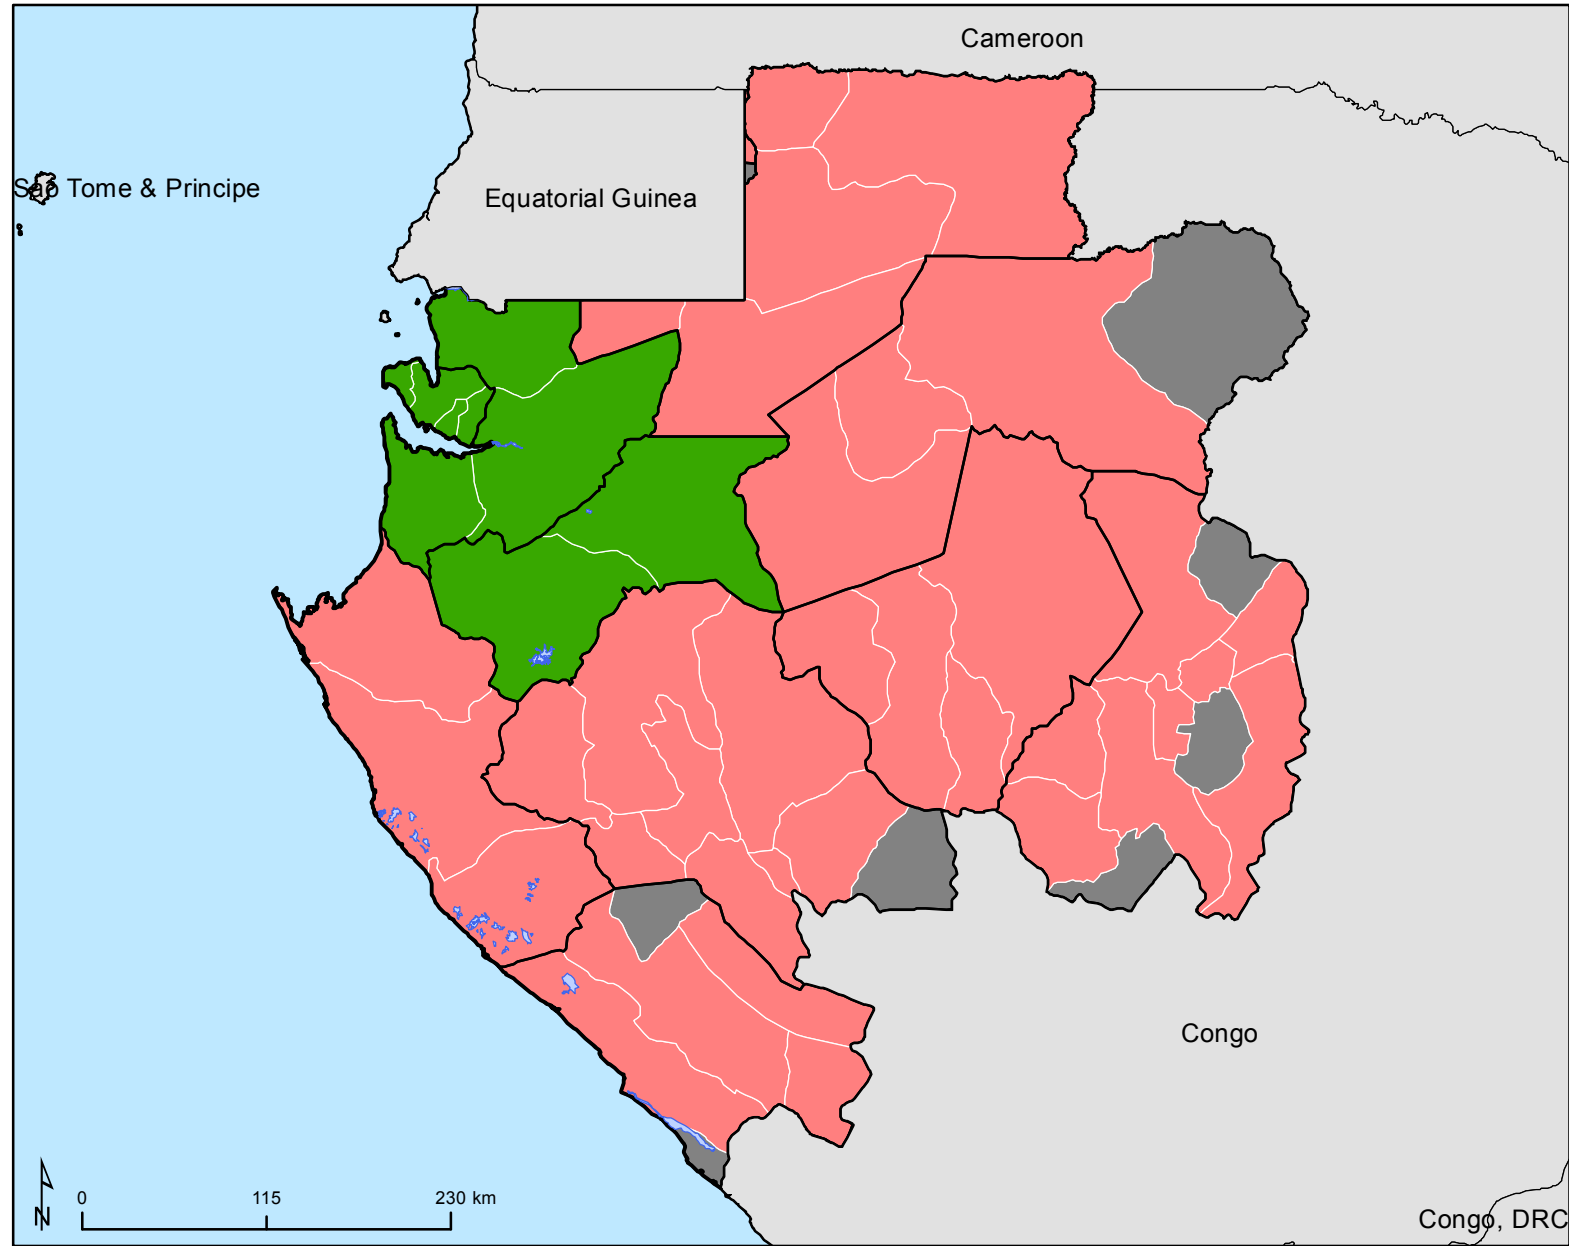 Cameroon
Sao Tome & Principe
Equatorial Guinea
Congo
0 115 230 km
N
Congo, DRC